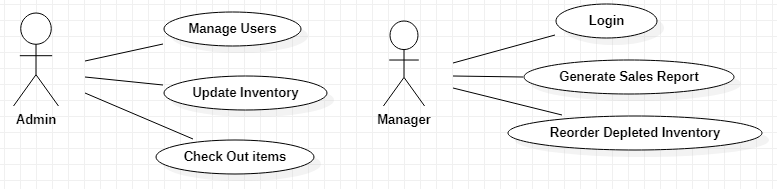 Manage Users
Update Inventory
Admin
Check Out items
Login
Generate Sales Report
Manager
Reorder Depleted Inventory